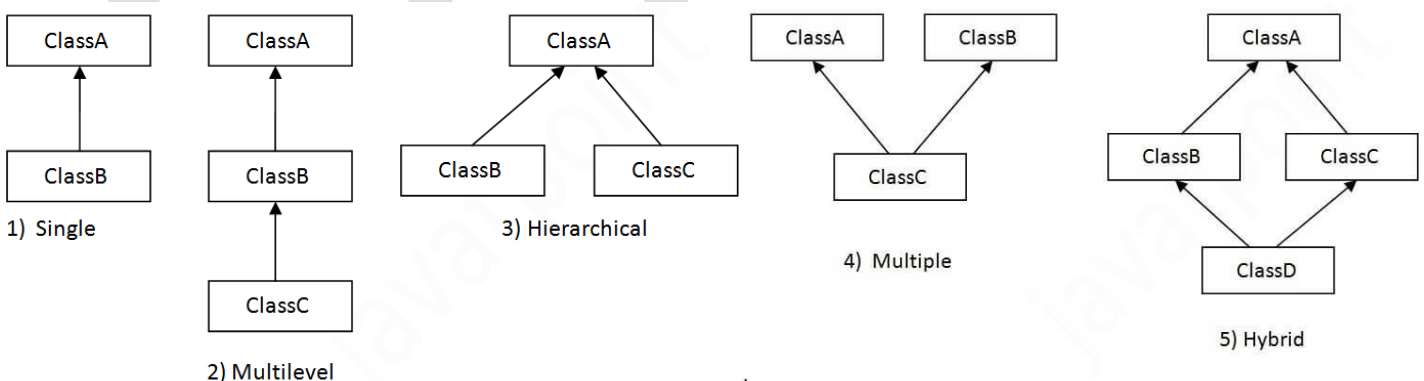 ClassA
ClassB
1) Single
ClassA
ClassB
ClassC
2) Multilevel
ClassA
ClassB
ClassC
3) Hierarchical
ClassA
ClassB
ClassC
4) Multiple
ClassA
ClassB
ClassC
ClassD
5) Hybrid